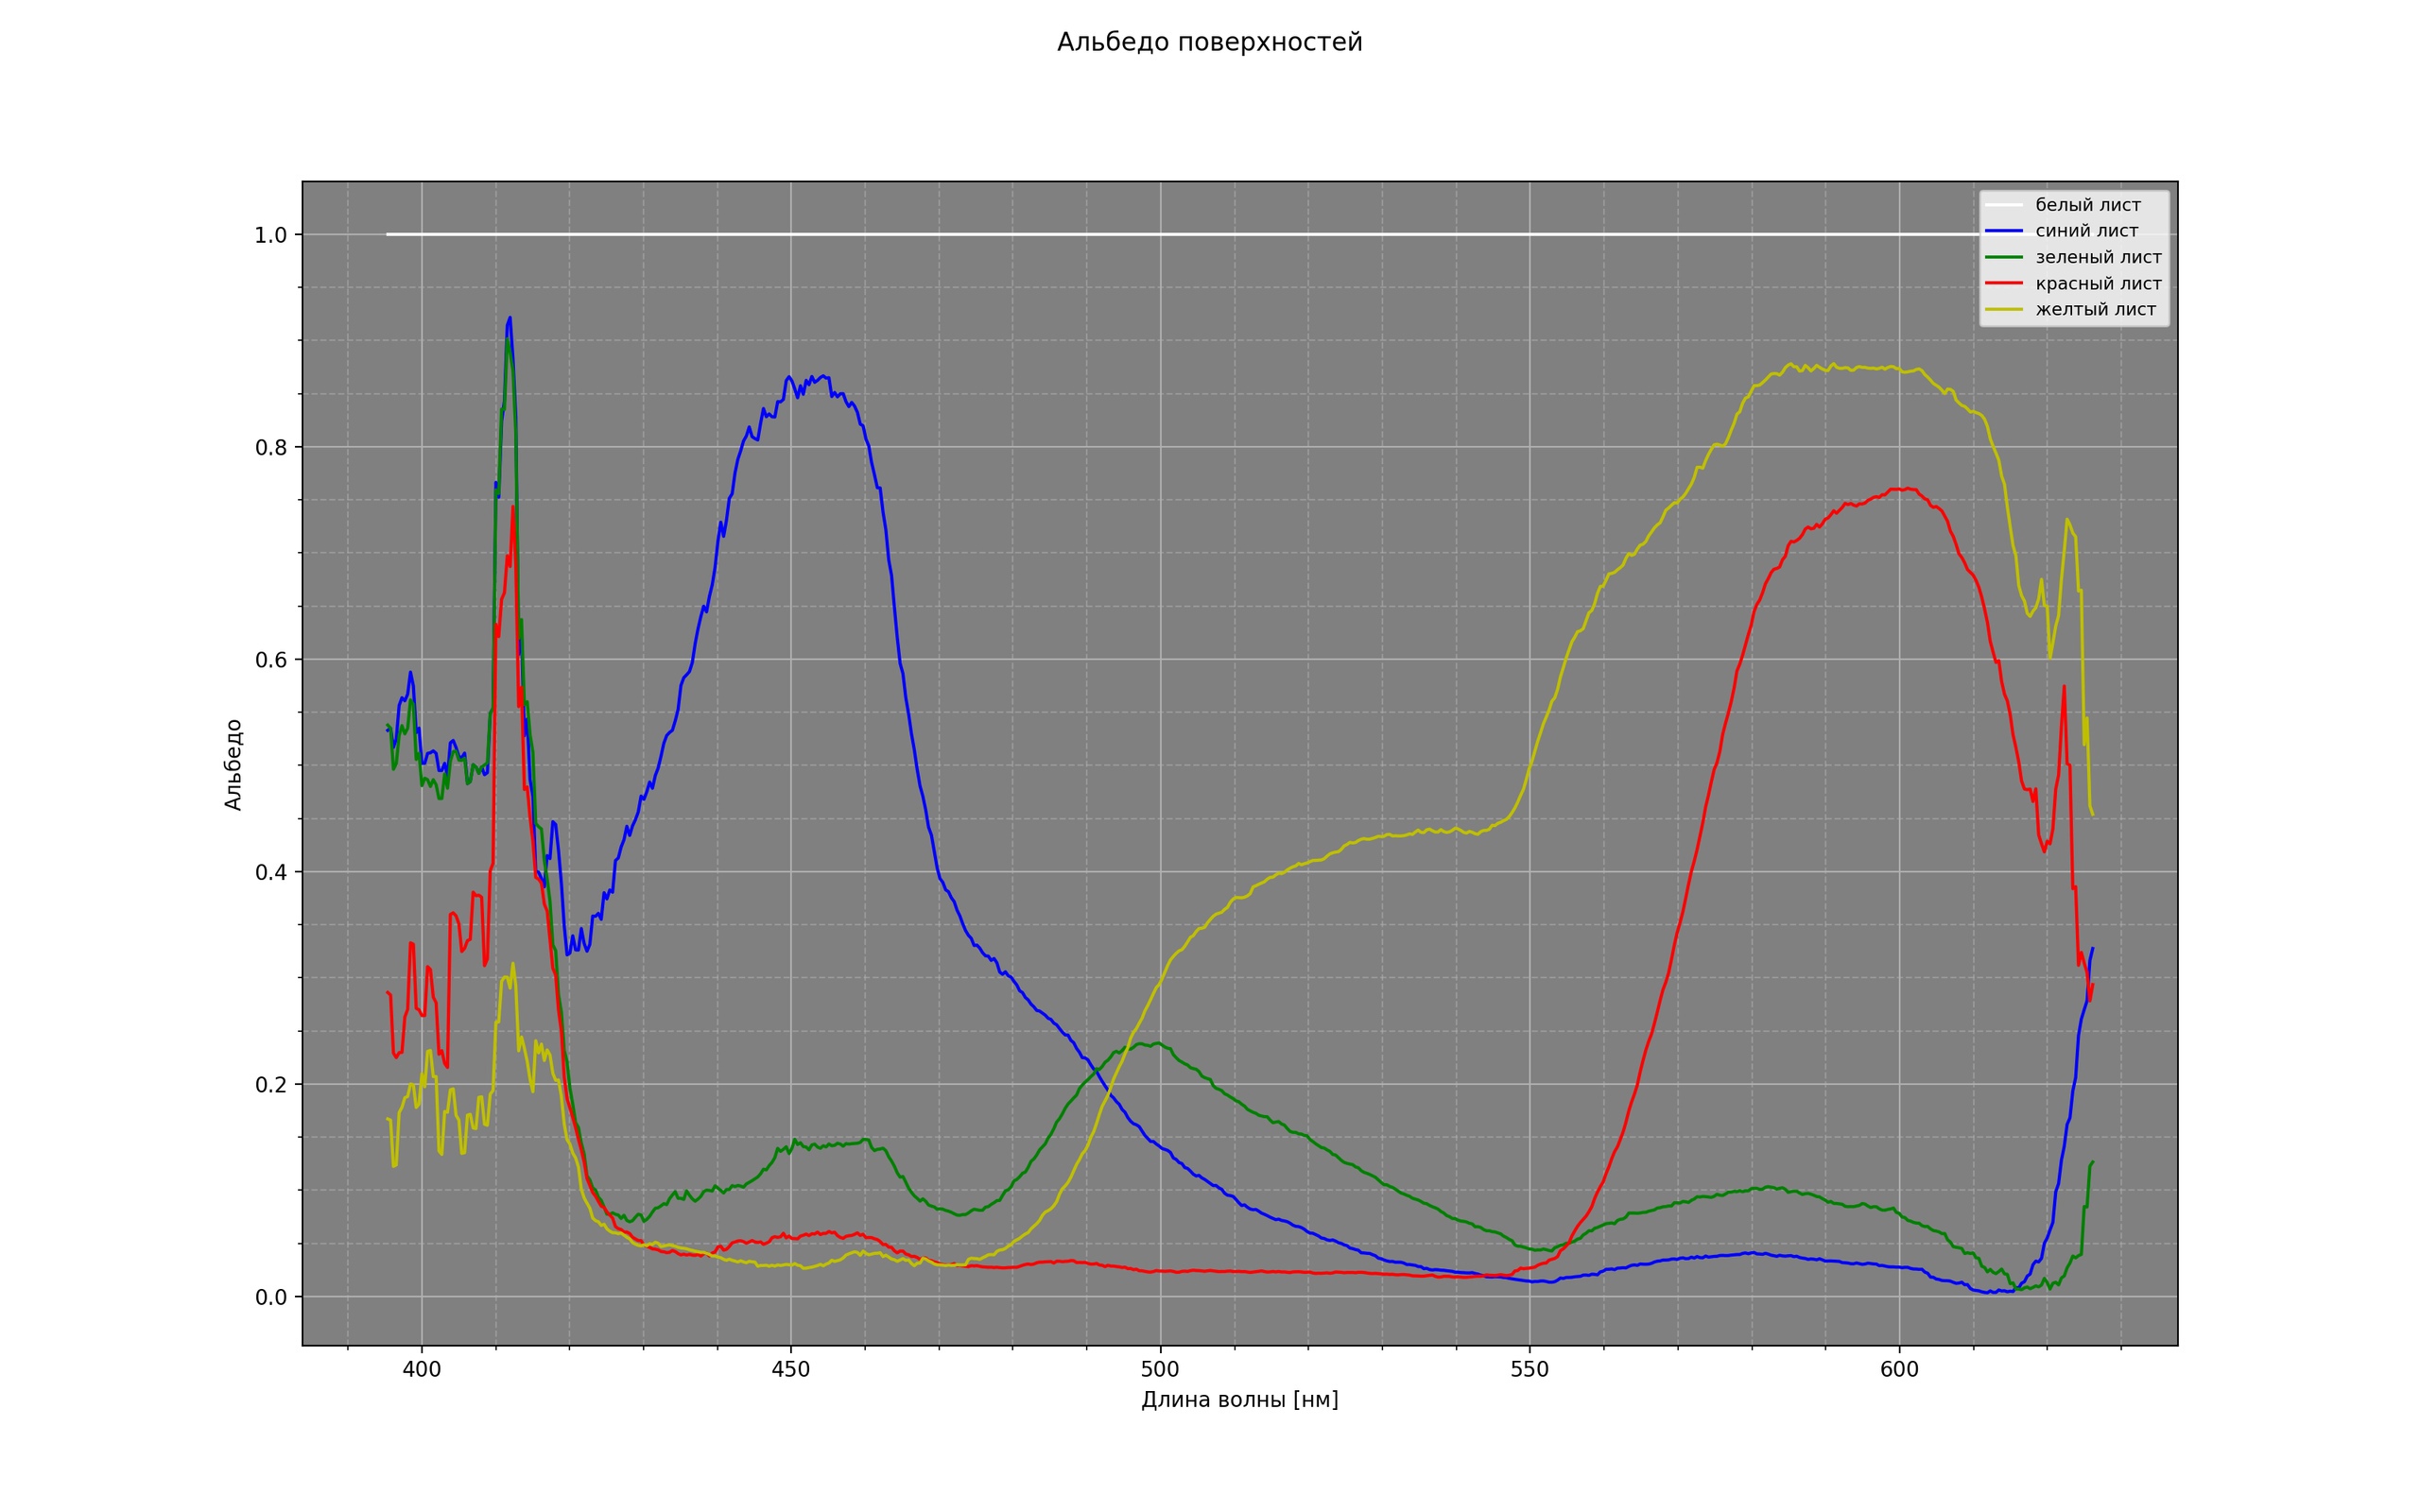 Альбедо поверхностей
белый лист
синий лист
зеленый лист
красный лист
желтый лист
Альбедо
1.0
0.8
0.6
0.4
0.2
0.0
400 450 500 550 600
Длина волны [нм]